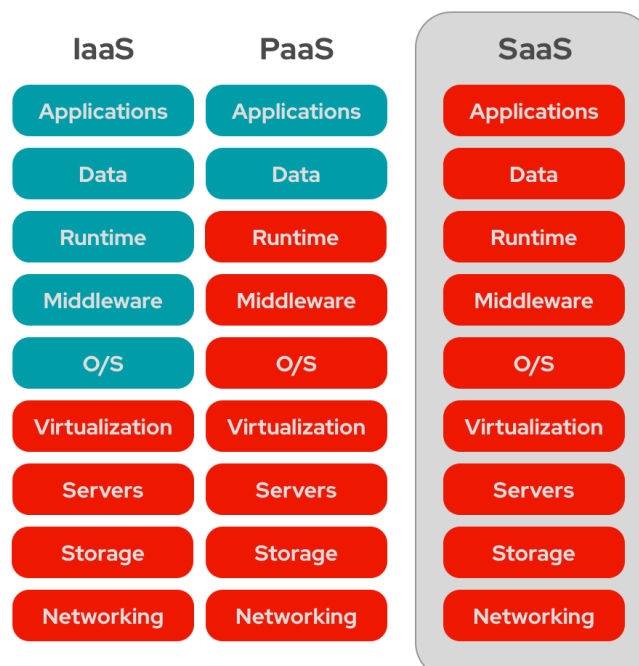 IaaS
Applications
Data
Runtime
Middleware
O/S
Virtualization
Servers
Storage
Networking
PaaS
Applications
Data
Runtime
Middleware
O/S
Virtualization
Servers
Storage
Networking
SaaS
Applications
Data
Runtime
Middleware
O/S
Virtualization
Servers
Storage
Networking